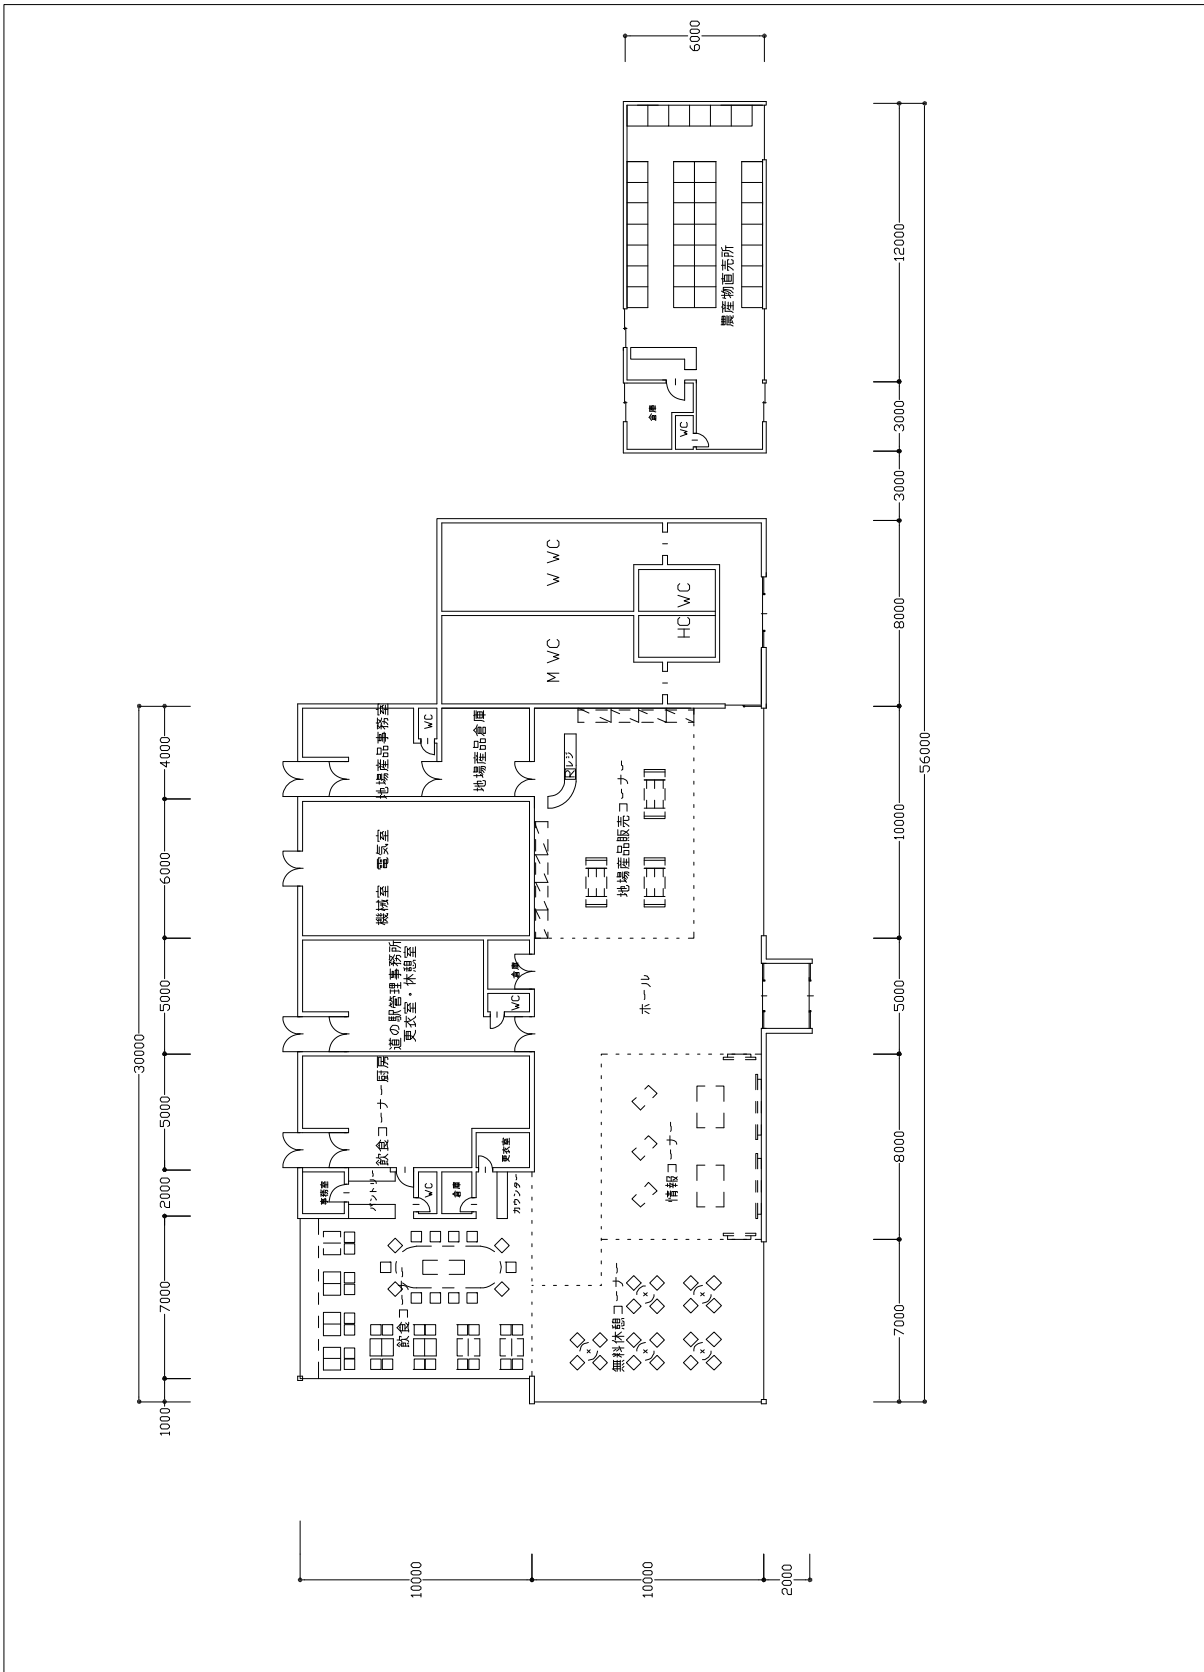 6000
農産物直売所
倉庫
WC
W WC
M WC
HC WC
地場産品事務室
WC
地場産品倉庫
レジ
地場産品販売コーナー
機械室 電気室
道の駅管理事務所
更衣室・休憩室
倉庫
WC
ホール
飲食コーナー厨房
更衣室
事務室
パントリー
WC
倉庫
カウンター
情報コーナー
飲食コーナー
無料休憩コーナー
1000
7000
2000
5000
5000
6000
4000
30000
7000
8000
5000
10000
8000
3000
3000
12000
56000
10000
10000
2000